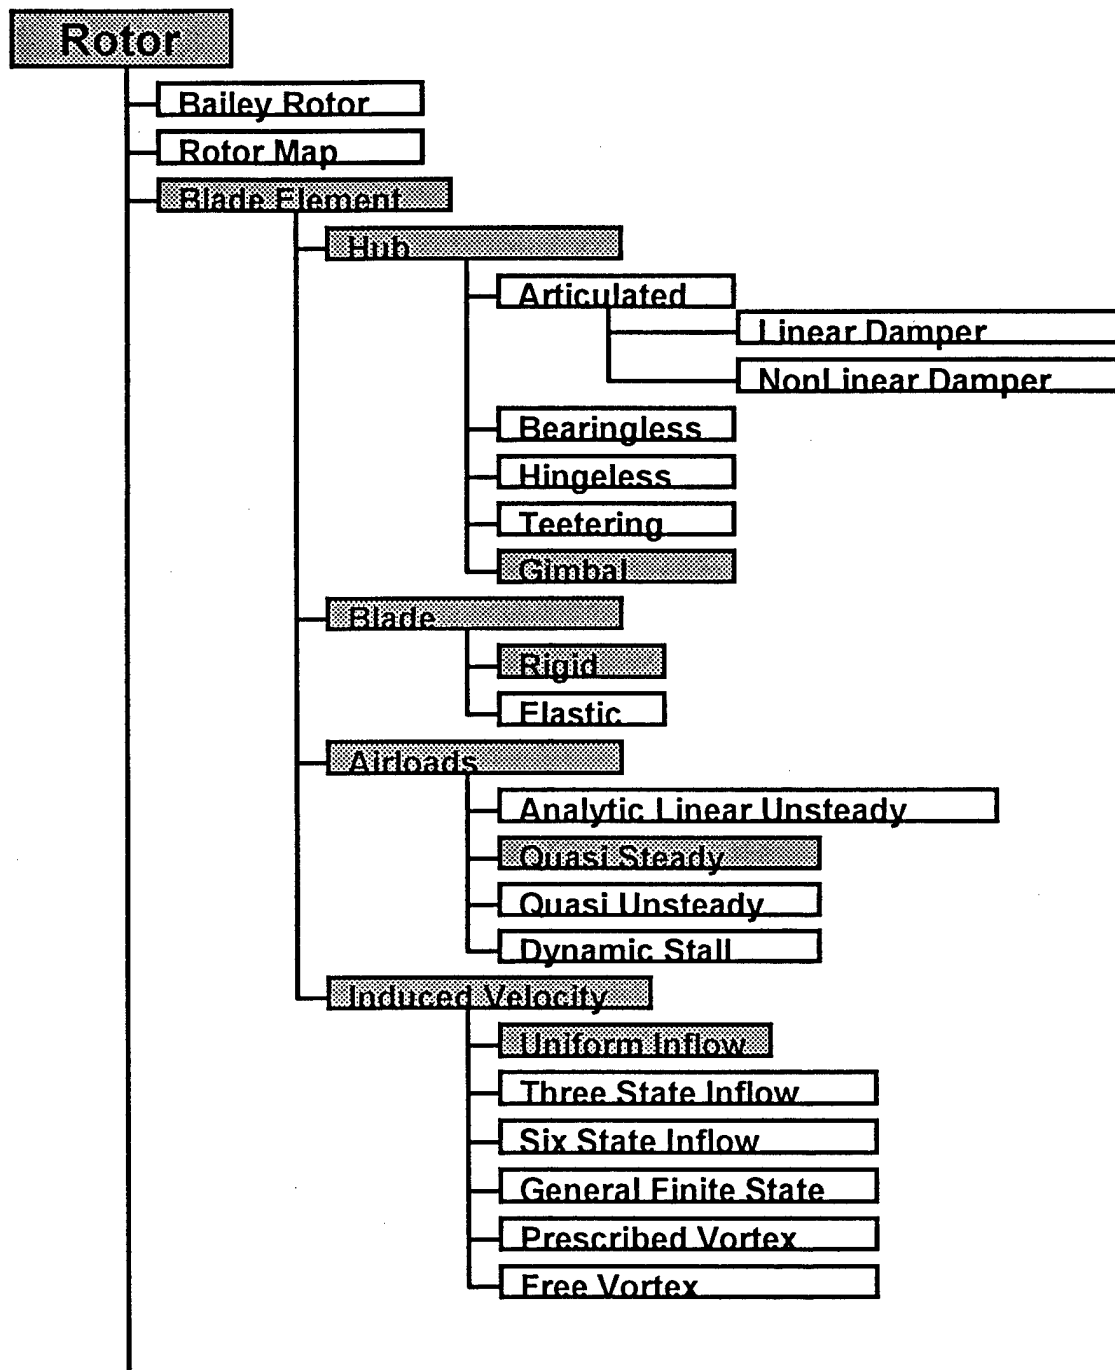 Rotor
Bailey Rotor
Rotor Map
Blade Element
Hub
Articulated
Linear Damper
NonLinear Damper
Bearingless
Hingeless
Teetering
Gimbal
Blade
Rigid
Elastic
Airloads
Analytic Linear Unsteady
Quasi Steady
Quasi Unsteady
Dynamic Stall
Induced Velocity
Uniform Inflow
Three State Inflow
Six State Inflow
General Finite State
Prescribed Vortex
Free Vortex